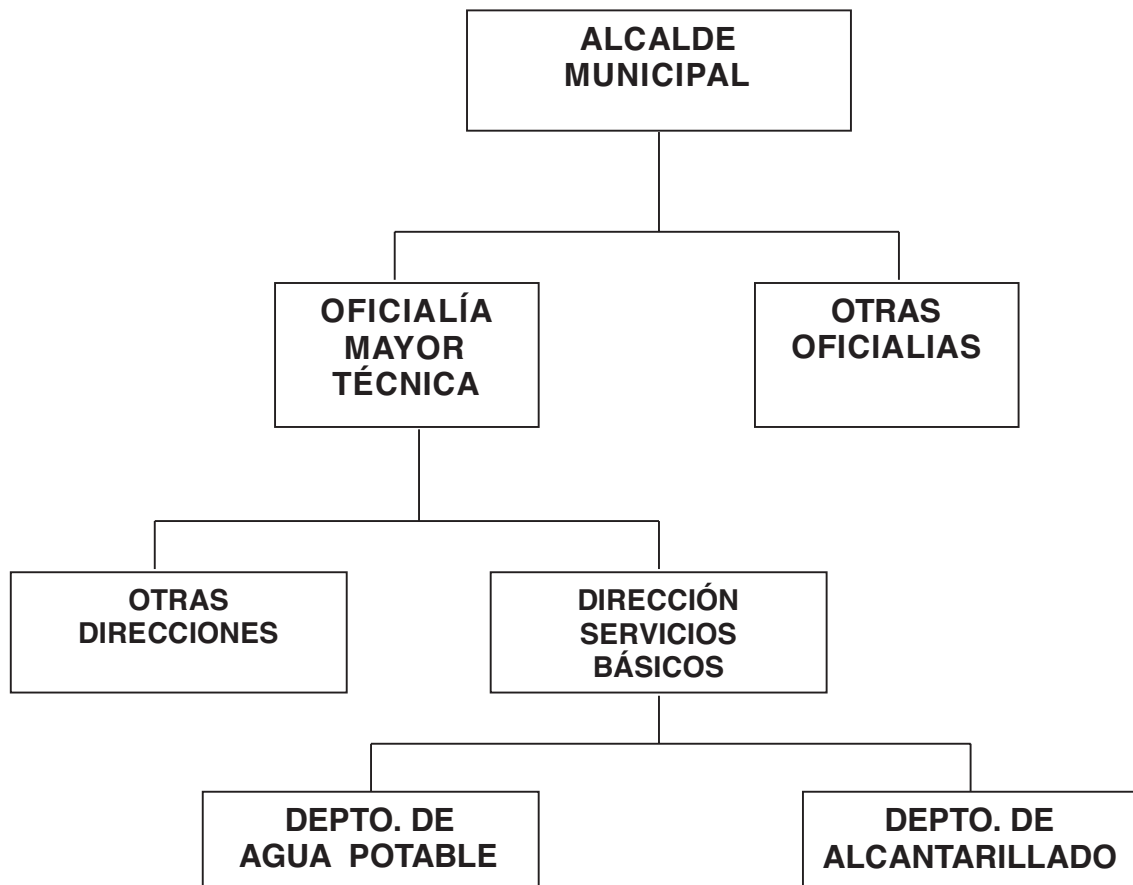 ALCALDE
MUNICIPAL
OFICIALÍA
MAYOR
TÉCNICA
OTRAS
OFICIALIAS
OTRAS
DIRECCIONES
DIRECCIÓN
SERVICIOS
BÁSICOS
DEPTO. DE
AGUA POTABLE
DEPTO. DE
ALCANTARILLADO